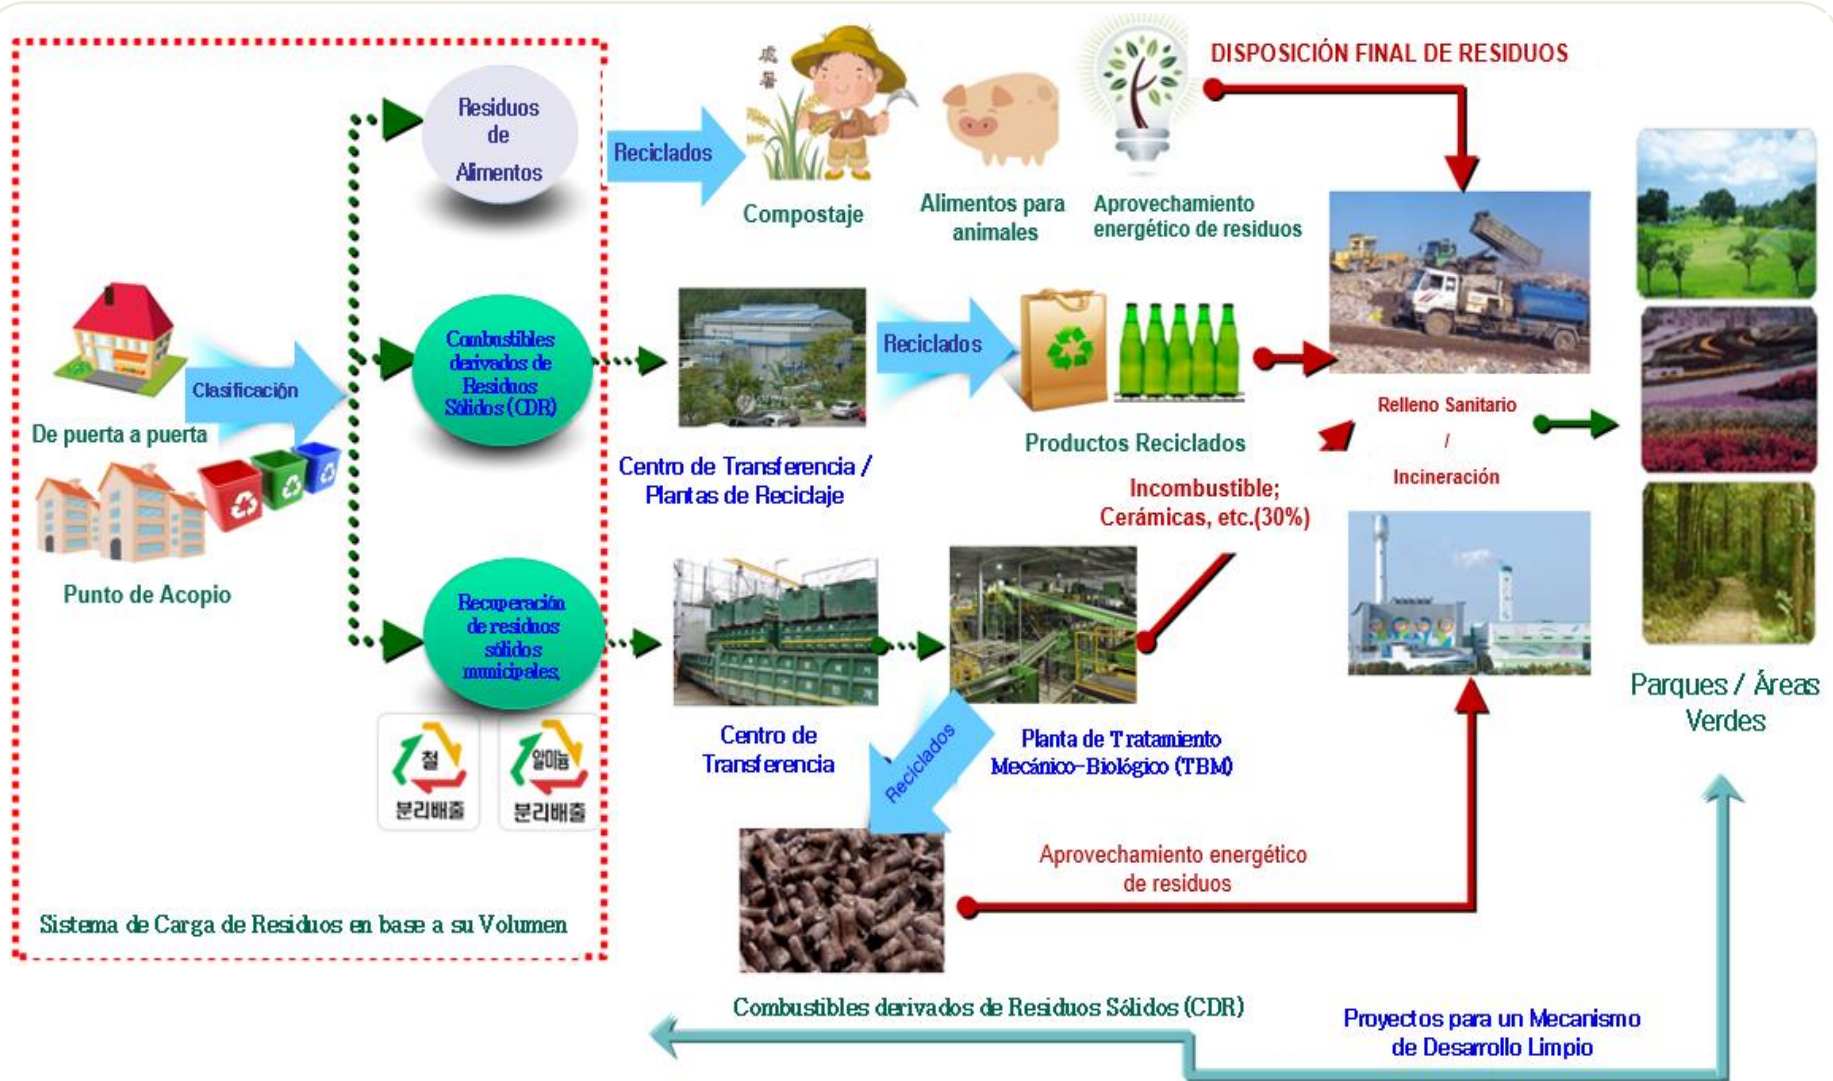 De puerta a puerta
Punto de Acopio
Clasificación
Residuos
de
Alimentos
Combustibles
derivados de
Residuos
Sólidos (CDR)
Recuperación
de residuos
sólidos
municipales,
철
분리배출
알미늄
분리배출
Sistema de Carga de Residuos en base a su Volumen
Reciclados
處
暑
Compostaje
Alimentos para
animales
Aprovechamiento
energético de residuos
DISPOSICIÓN FINAL DE RESIDUOS
Centro de Transferencia /
Plantas de Reciclaje
Reciclados
Productos Reciclados
Incombustible;
Cerámicas, etc.(30%)
Relleno Sanitario
/
Incineración
Centro de
Transferencia
Planta de Tratamiento
Mecánico-Biológico (TBM)
Reciclados
Aprovechamiento energético
de residuos
Combustibles derivados de Residuos Sólidos (CDR)
Parques / Áreas
Verdes
Proyectos para un Mecanismo
de Desarrollo Limpio